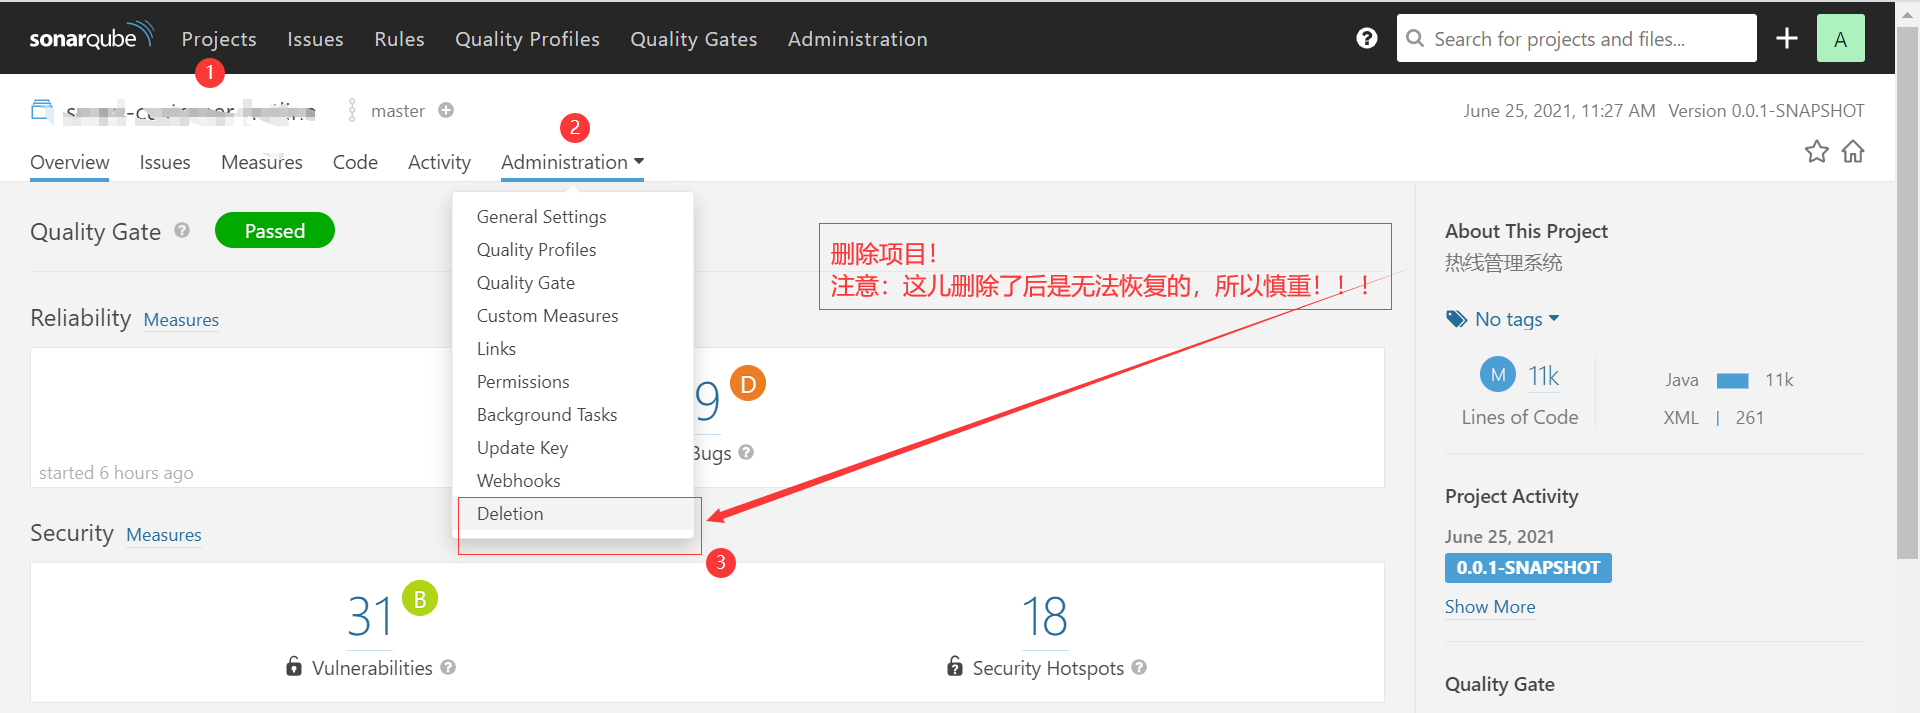 sonarqube Projects Issues Rules Quality Profiles Quality Gates Administration ? Search for projects and files... A
1
master June 25, 2021, 11:27 AM Version 0.0.1-SNAPSHOT
2
Overview Issues Measures Code Activity Administration
General Settings
Quality Profiles
Quality Gate
Custom Measures
Links
Permissions
Background Tasks
Update Key
Webhooks
Deletion
3
Quality Gate ? Passed
删除项目！
注意：这儿删除了后是无法恢复的，所以慎重！！！
Reliability Measures
9 D
Bugs ?
started 6 hours ago
Security Measures
31 B
Vulnerabilities ?
18
Security Hotspots ?
About This Project
热线管理系统
No tags
M 11k
Lines of Code
Java 11k
XML 261
Project Activity
June 25, 2021
0.0.1-SNAPSHOT
Show More
Quality Gate